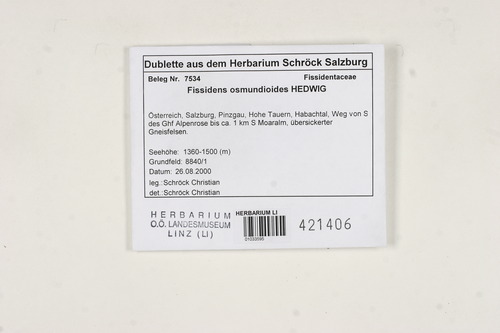 Dublette aus dem Herbarium Schröck Salzburg
Beleg Nr. 7534 Fissidentaceae
Fissidens osmundioides HEDWIG
Österreich, Salzburg, Pinzgau, Hohe Tauern, Habachtal, Weg von S
des Ghf Alpenrose bis ca. 1 km S Moaralm, übersickerter
Gneisfelsen.
Seehöhe: 1360-1500 (m)
Grundfeld: 8840/1
Datum: 26.08.2000
leg.:Schröck Christian
det.:Schröck Christian
HERBARIUM
O.Ö. LANDESMUSEUM
LINZ (LI)
HERBARIUM LI
01033595
421406